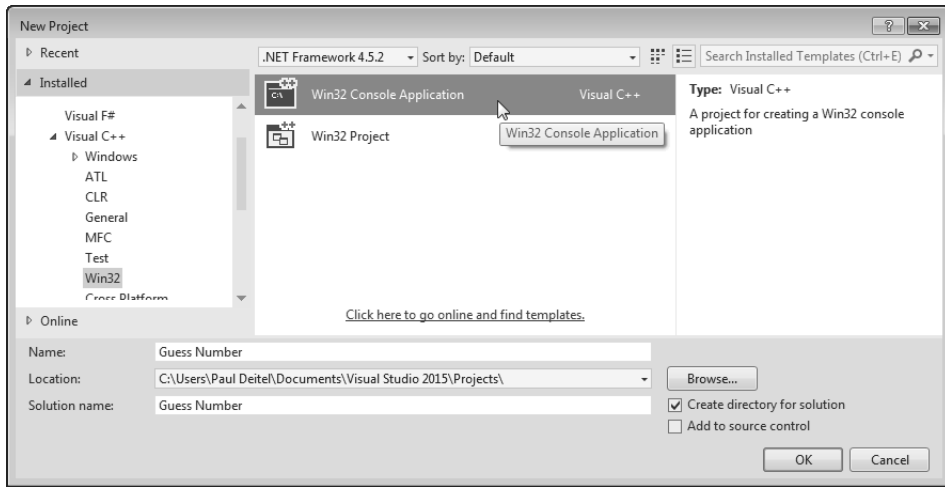 New Project
Recent
.NET Framework 4.5.2
Sort by: Default
Search Installed Templates (Ctrl+E)
Installed
Visual F#
Visual C++
Windows
ATL
CLR
General
MFC
Test
Win32
Cross Platform
Online
C:\
Win32 Console Application
Visual C++
Win32 Project
Win32 Console Application
Click here to go online and find templates.
Type: Visual C++
A project for creating a Win32 console
application
Name:
Guess Number
Location:
C:\Users\Paul Deitel\Documents\Visual Studio 2015\Projects\
Browse...
Solution name:
Guess Number
Create directory for solution
Add to source control
OK
Cancel